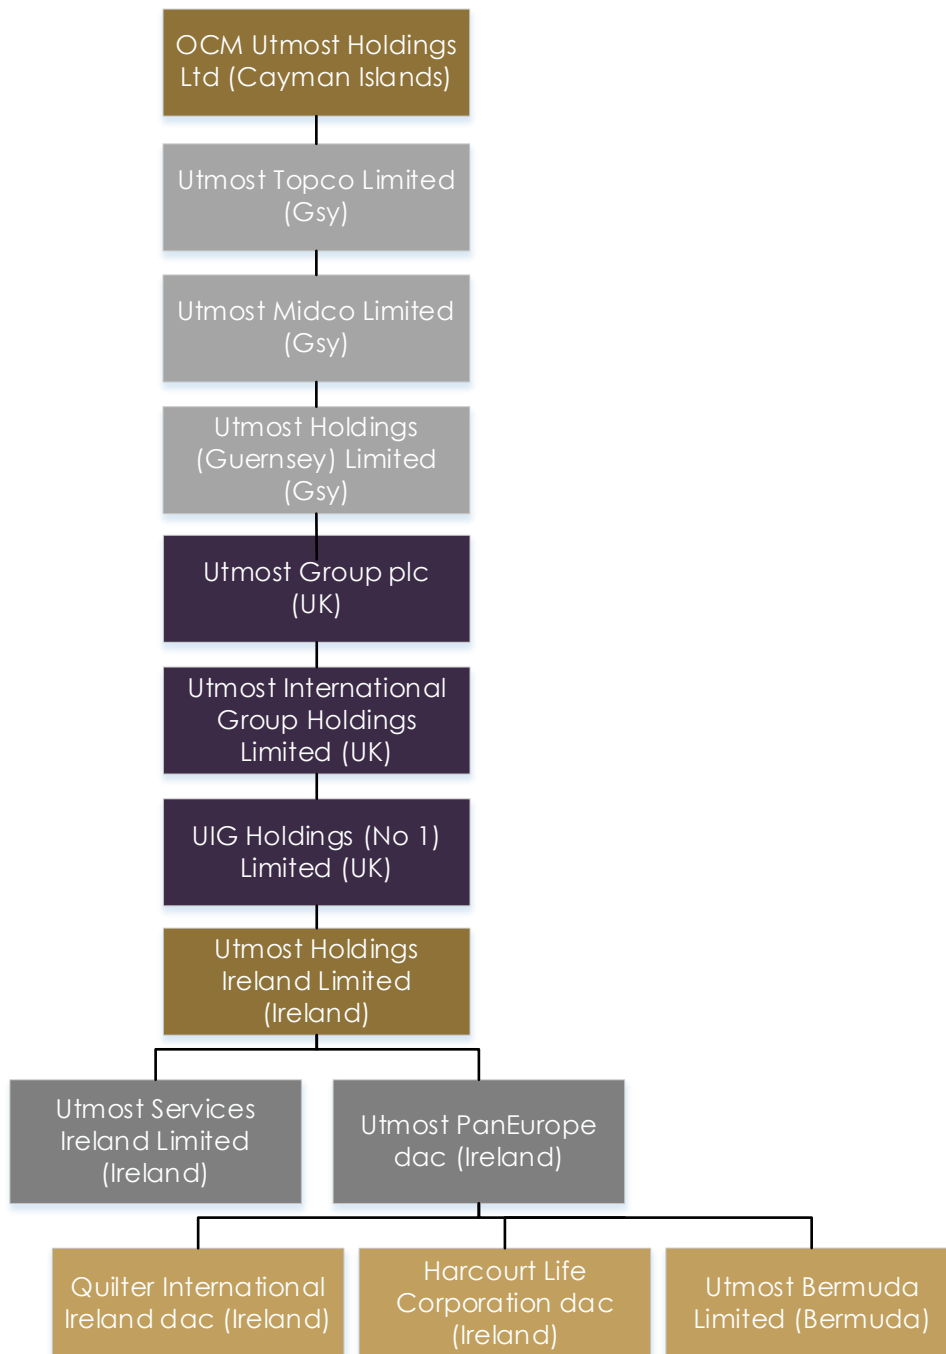 OCM Utmost Holdings
Ltd (Cayman Islands)
Utmost Topco Limited
(Gsy)
Utmost Midco Limited
(Gsy)
Utmost Holdings
(Guernsey) Limited
(Gsy)
Utmost Group plc
(UK)
Utmost International
Group Holdings
Limited (UK)
UIG Holdings (No 1)
Limited (UK)
Utmost Holdings
Ireland Limited
(Ireland)
Utmost Services
Ireland Limited
(Ireland)
Utmost PanEurope
dac (Ireland)
Quilter International
Ireland dac (Ireland)
Harcourt Life
Corporation dac
(Ireland)
Utmost Bermuda
Limited (Bermuda)